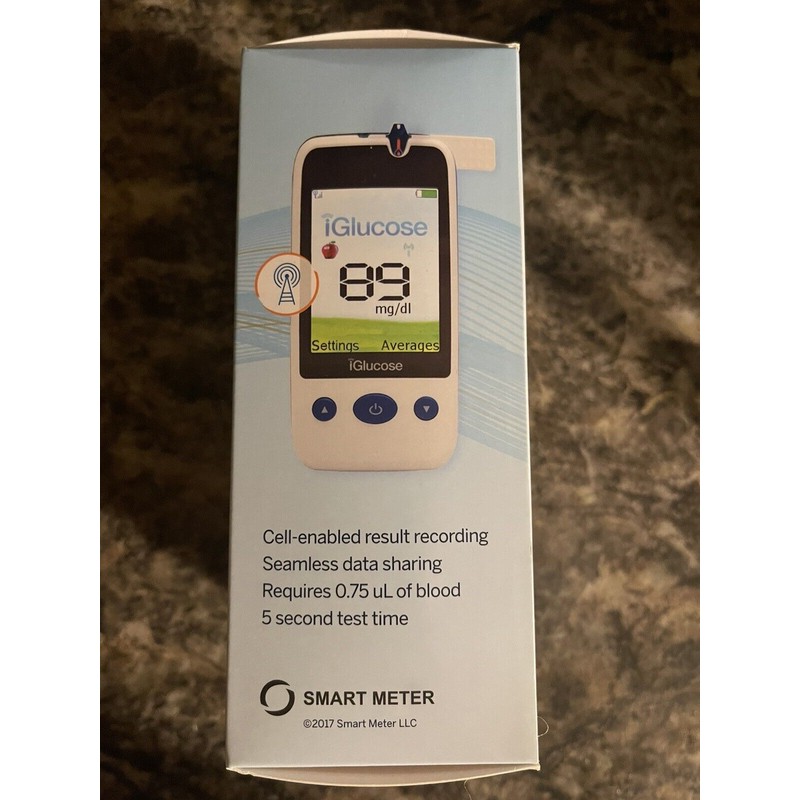 iGlucose
89
mg/dl
Settings Averages
iGlucose
Cell-enabled result recording
Seamless data sharing
Requires 0.75 uL of blood
5 second test time
SMART METER
©2017 Smart Meter LLC